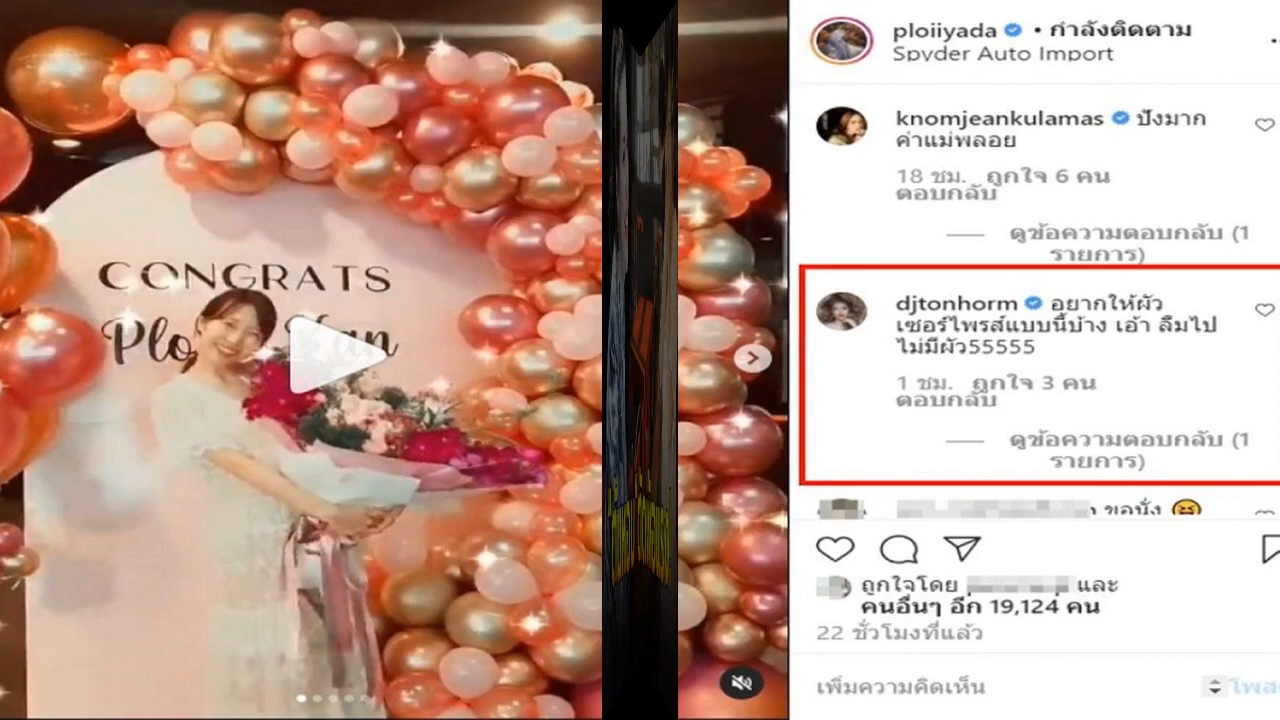 CONGRATS
ploiiyada • กำลังติดตาม
Spyder Auto Import
knomjeankulamas ปังมาก
ค่าแม่พลอย
18 ชม. ถูกใจ 6 คน
ตอบกลับ
ดูข้อความตอบกลับ (1
รายการ)
djtonhorm อยากให้ผัว
เซอร์ไพรส์แบบนี้บ้าง เอ้า ลืมไป
ไม่มีผัว55555
1 ชม. ถูกใจ 3 คน
ตอบกลับ
ดูข้อความตอบกลับ (1
รายการ)
ขอนั่ง 😆
ถูกใจโดย และ
คนอื่นๆ อีก 19,124 คน
22 ชั่วโมงที่แล้ว
เพิ่มความคิดเห็น